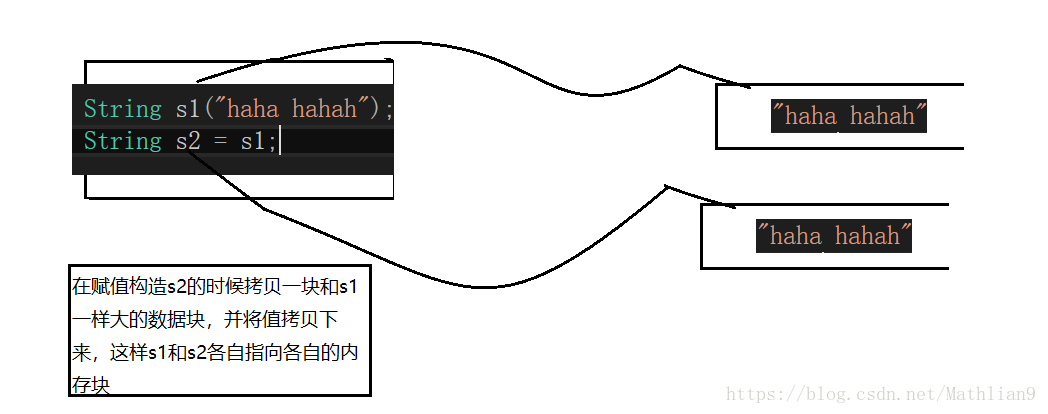 String s1("haha hahah");
String s2 = s1;
"haha hahah"
"haha hahah"
在赋值构造s2的时候拷贝一块和s1
一样大的数据块，并将值拷贝下
来，这样s1和s2各自指向各自的内
存块
https://blog.csdn.net/Mathlian9